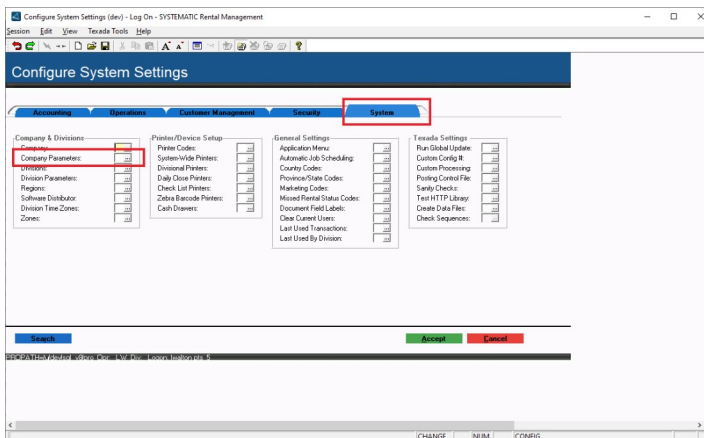 Configure System Settings (dev) - Log On - SYSTEMATIC Rental Management
Session Edit View Texada Tools Help
Configure System Settings
Accounting Operations Customer Management Security System
Company & Divisions
Company:
Company Parameters:
Divisions:
Division Parameters:
Regions:
Software Distributor:
Division Time Zones:
Zones:
Printer/Device Setup
Printer Codes:
System-Wide Printers:
Divisional Printers:
Daily Close Printers:
Check List Printers:
Zebra Barcode Printers:
Cash Drawers:
General Settings
Application Menu:
Automatic Job Scheduling:
Country Codes:
Province/State Codes:
Marketing Codes:
Missed Rental Status Codes:
Document Field Labels:
Clear Current Users:
Last Used Transactions:
Last Used By Division:
Texada Settings
Run Global Update:
Custom Config #:
Custom Processing:
Posting Control File:
Sanity Checks:
Test HTTP Library:
Create Data Files:
Check Sequences:
Search Accept Cancel
CHANGE NUM CONFIG